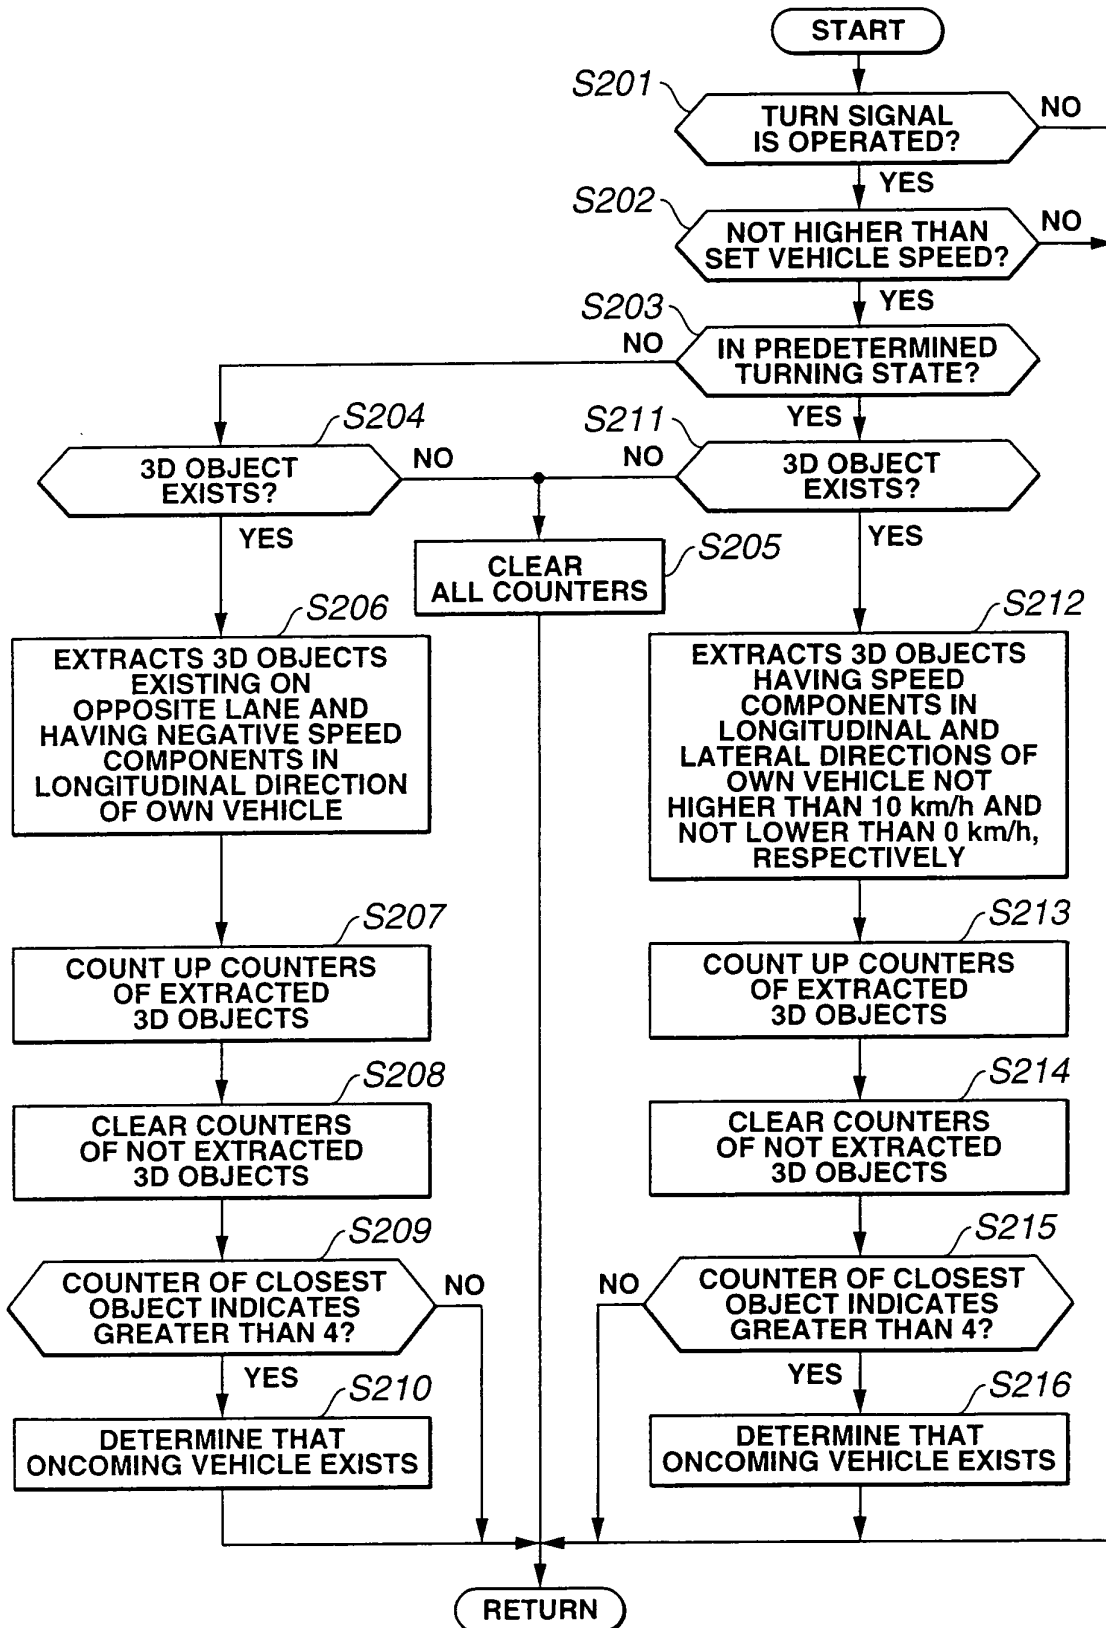 START
S201
TURN SIGNAL
IS OPERATED?
NO
YES
S202
NOT HIGHER THAN
SET VEHICLE SPEED?
NO
YES
S203
NO
IN PREDETERMINED
TURNING STATE?
YES
S204
3D OBJECT
EXISTS?
NO
YES
S211
NO
3D OBJECT
EXISTS?
YES
S205
CLEAR
ALL COUNTERS
S206
EXTRACTS 3D OBJECTS
EXISTING ON
OPPOSITE LANE AND
HAVING NEGATIVE SPEED
COMPONENTS IN
LONGITUDINAL DIRECTION
OF OWN VEHICLE
S212
EXTRACTS 3D OBJECTS
HAVING SPEED
COMPONENTS IN
LONGITUDINAL AND
LATERAL DIRECTIONS OF
OWN VEHICLE NOT
HIGHER THAN 10 km/h AND
NOT LOWER THAN 0 km/h,
RESPECTIVELY
S207
COUNT UP COUNTERS
OF EXTRACTED
3D OBJECTS
S213
COUNT UP COUNTERS
OF EXTRACTED
3D OBJECTS
S208
CLEAR COUNTERS
OF NOT EXTRACTED
3D OBJECTS
S214
CLEAR COUNTERS
OF NOT EXTRACTED
3D OBJECTS
S209
COUNTER OF CLOSEST
OBJECT INDICATES
GREATER THAN 4?
NO
YES
S215
NO
COUNTER OF CLOSEST
OBJECT INDICATES
GREATER THAN 4?
YES
S210
DETERMINE THAT
ONCOMING VEHICLE EXISTS
S216
DETERMINE THAT
ONCOMING VEHICLE EXISTS
RETURN